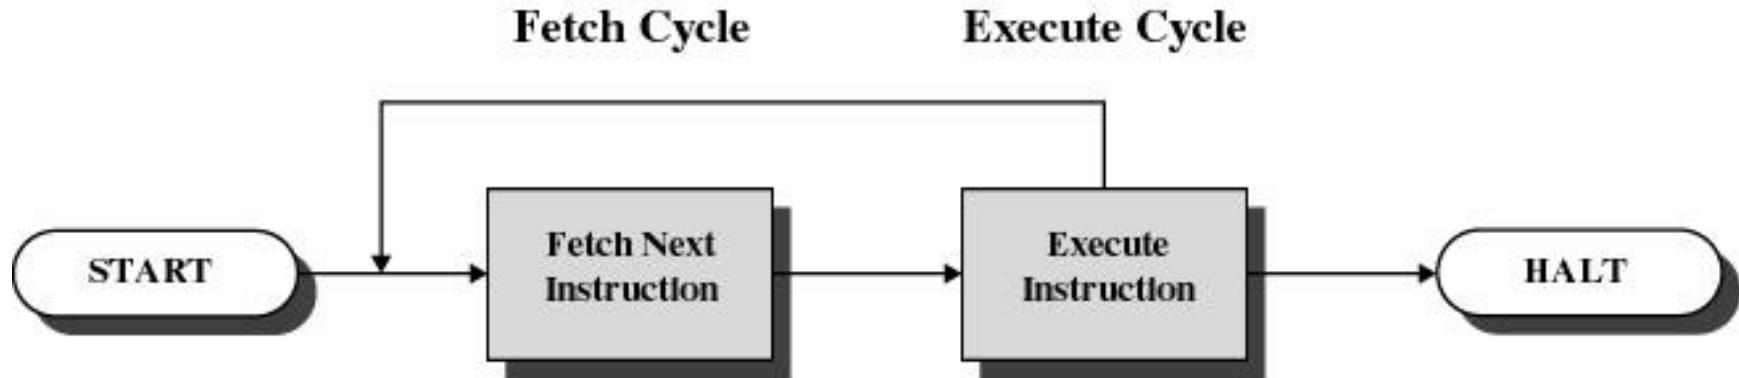 Fetch Cycle
Execute Cycle
START
Fetch Next
Instruction
Execute
Instruction
HALT